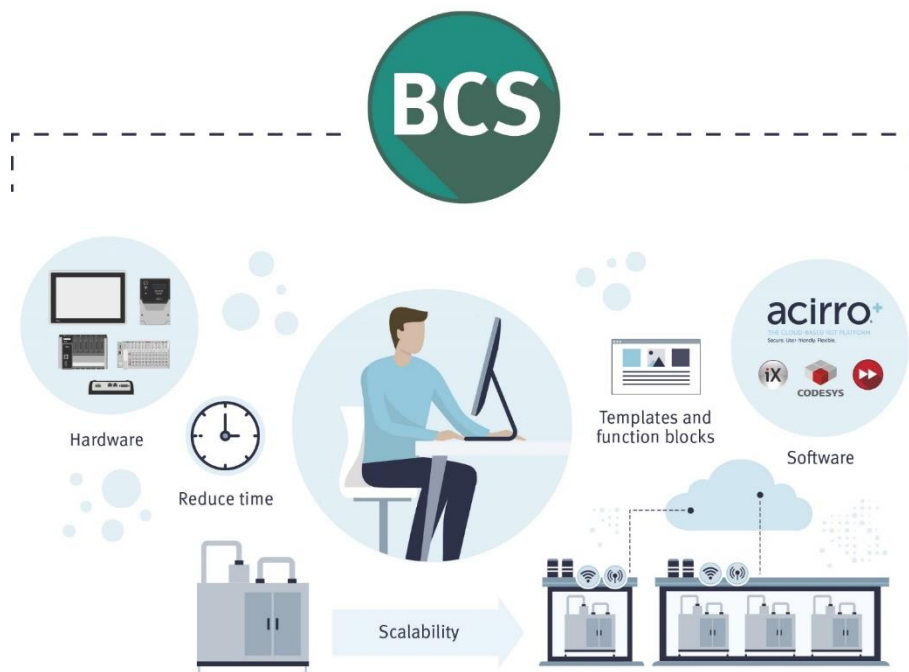 BCS
acirro+
THE CLOUD-BASED IIOT PLATFORM
Secure. User-friendly. Flexible.
iX
CODESYS
Hardware
Templates and
function blocks
Software
Reduce time
Scalability